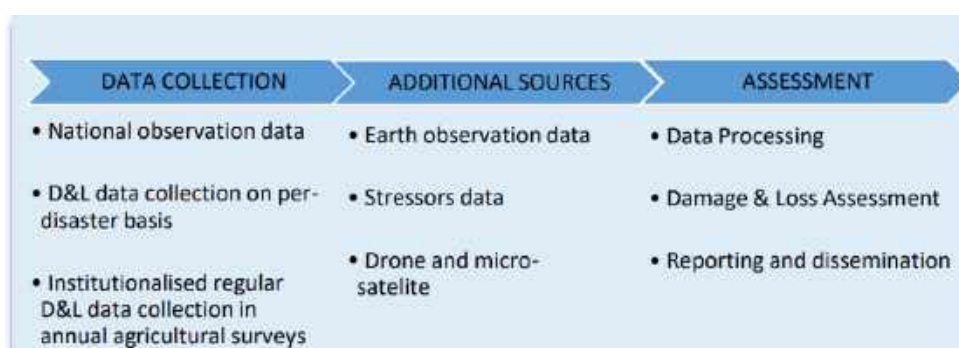 DATA COLLECTION
• National observation data
• D&L data collection on per-
disaster basis
• Institutionalised regular
D&L data collection in
annual agricultural surveys
ADDITIONAL SOURCES
• Earth observation data
• Stressors data
• Drone and micro-
satelite
ASSESSMENT
• Data Processing
• Damage & Loss Assessment
• Reporting and dissemination